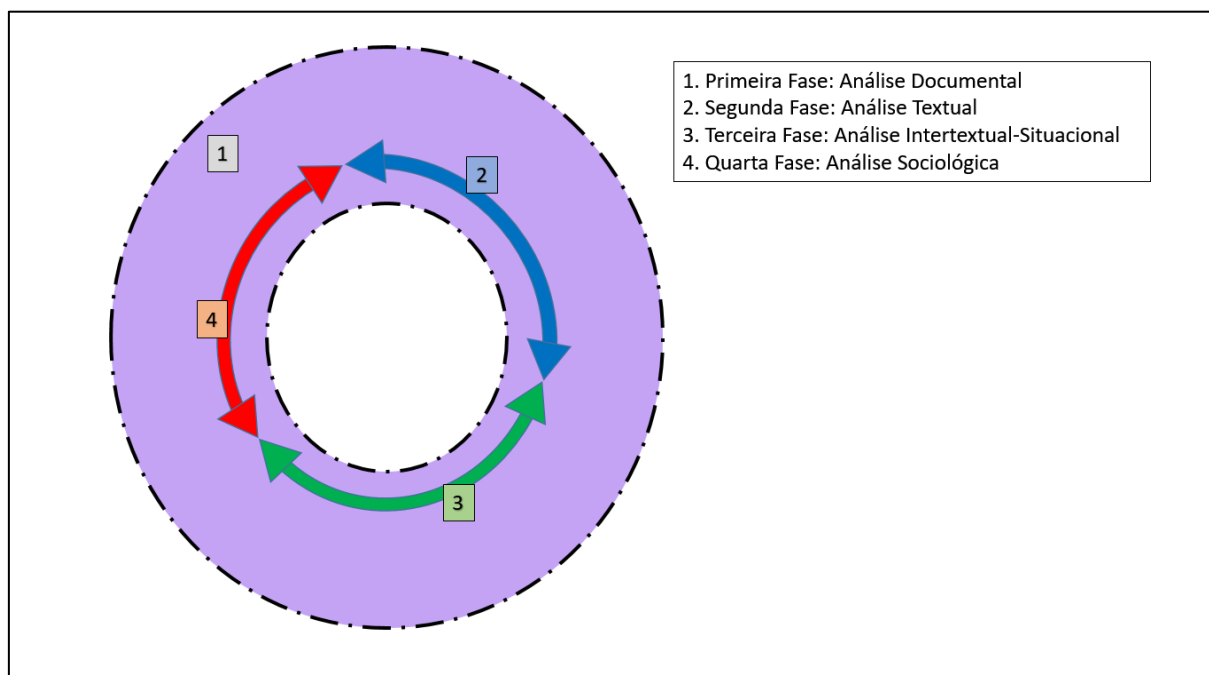 1. Primeira Fase: Análise Documental
2. Segunda Fase: Análise Textual
3. Terceira Fase: Análise Intertextual-Situacional
4. Quarta Fase: Análise Sociológica
1
2
4
3